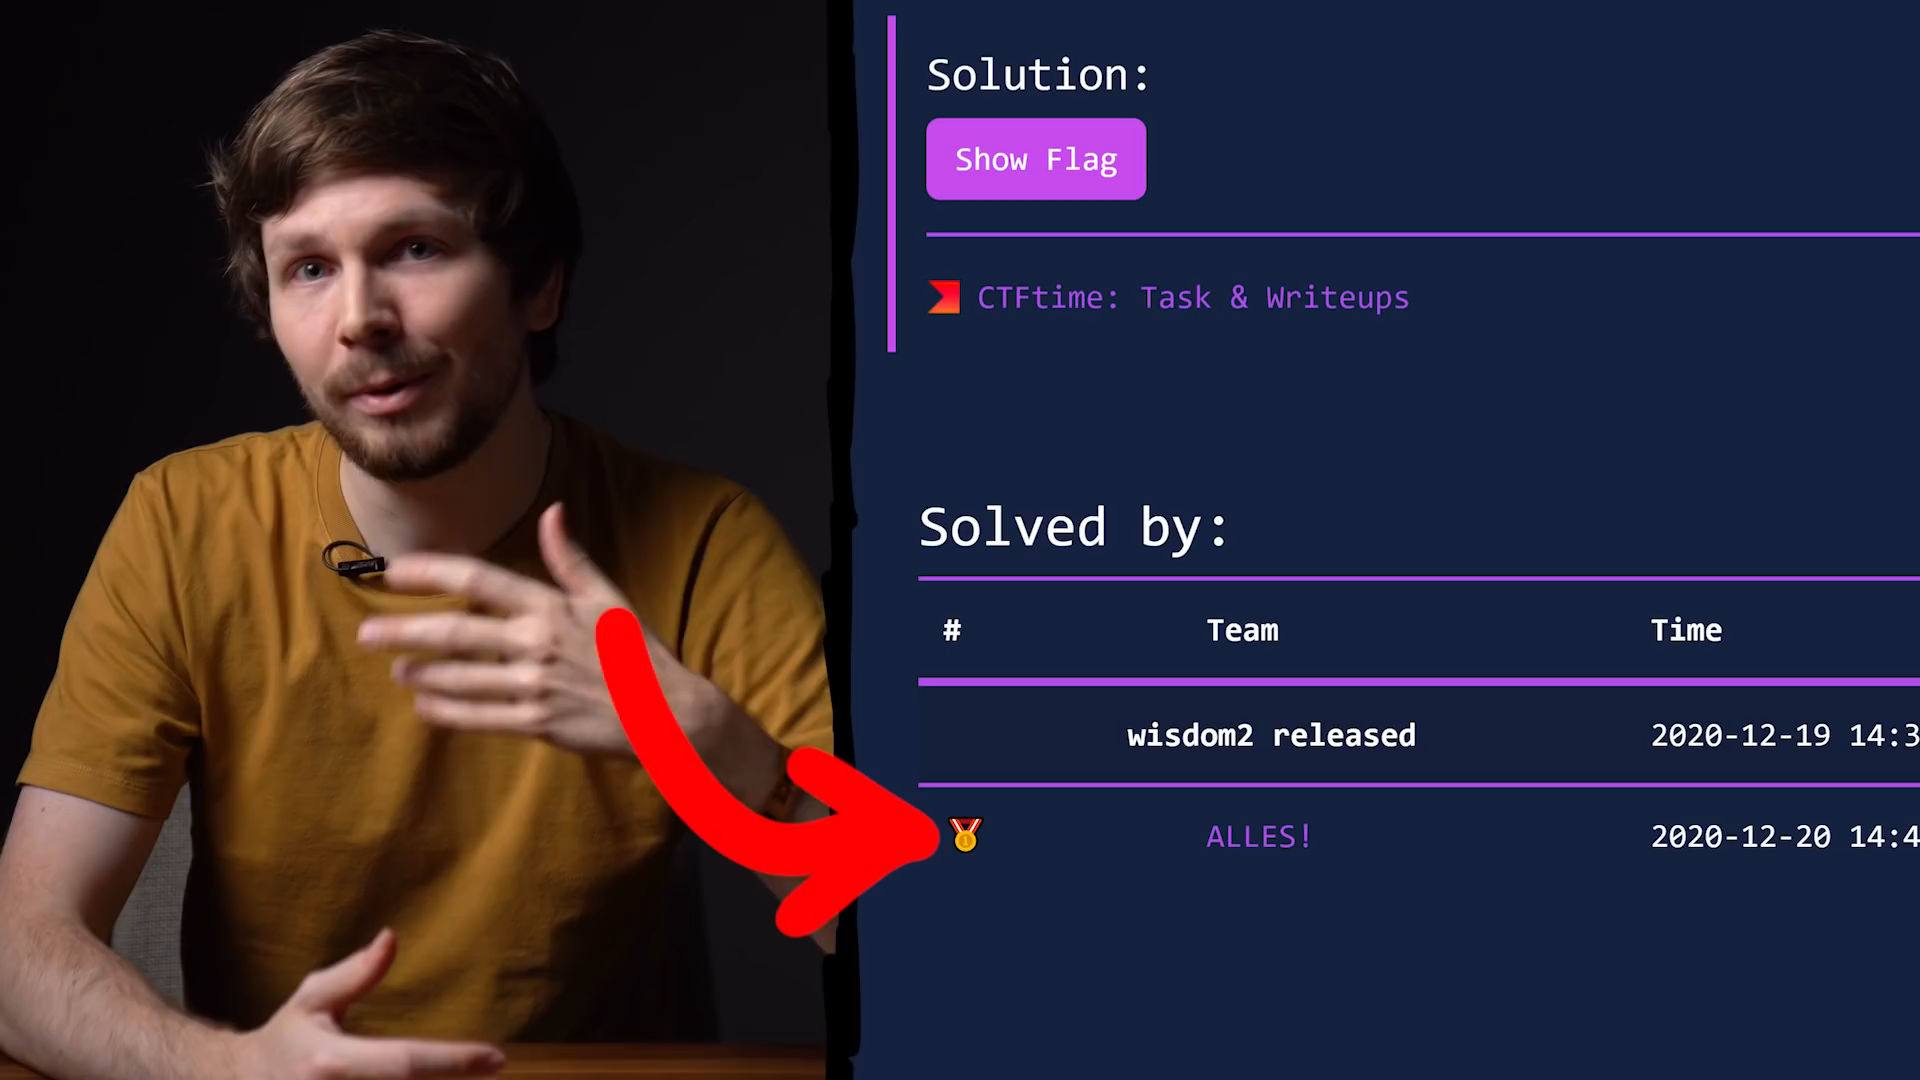 Solution:
Show Flag
CTFtime: Task & Writeups
Solved by:
# Team Time
wisdom2 released 2020-12-19 14:3
ALLES! 2020-12-20 14:4